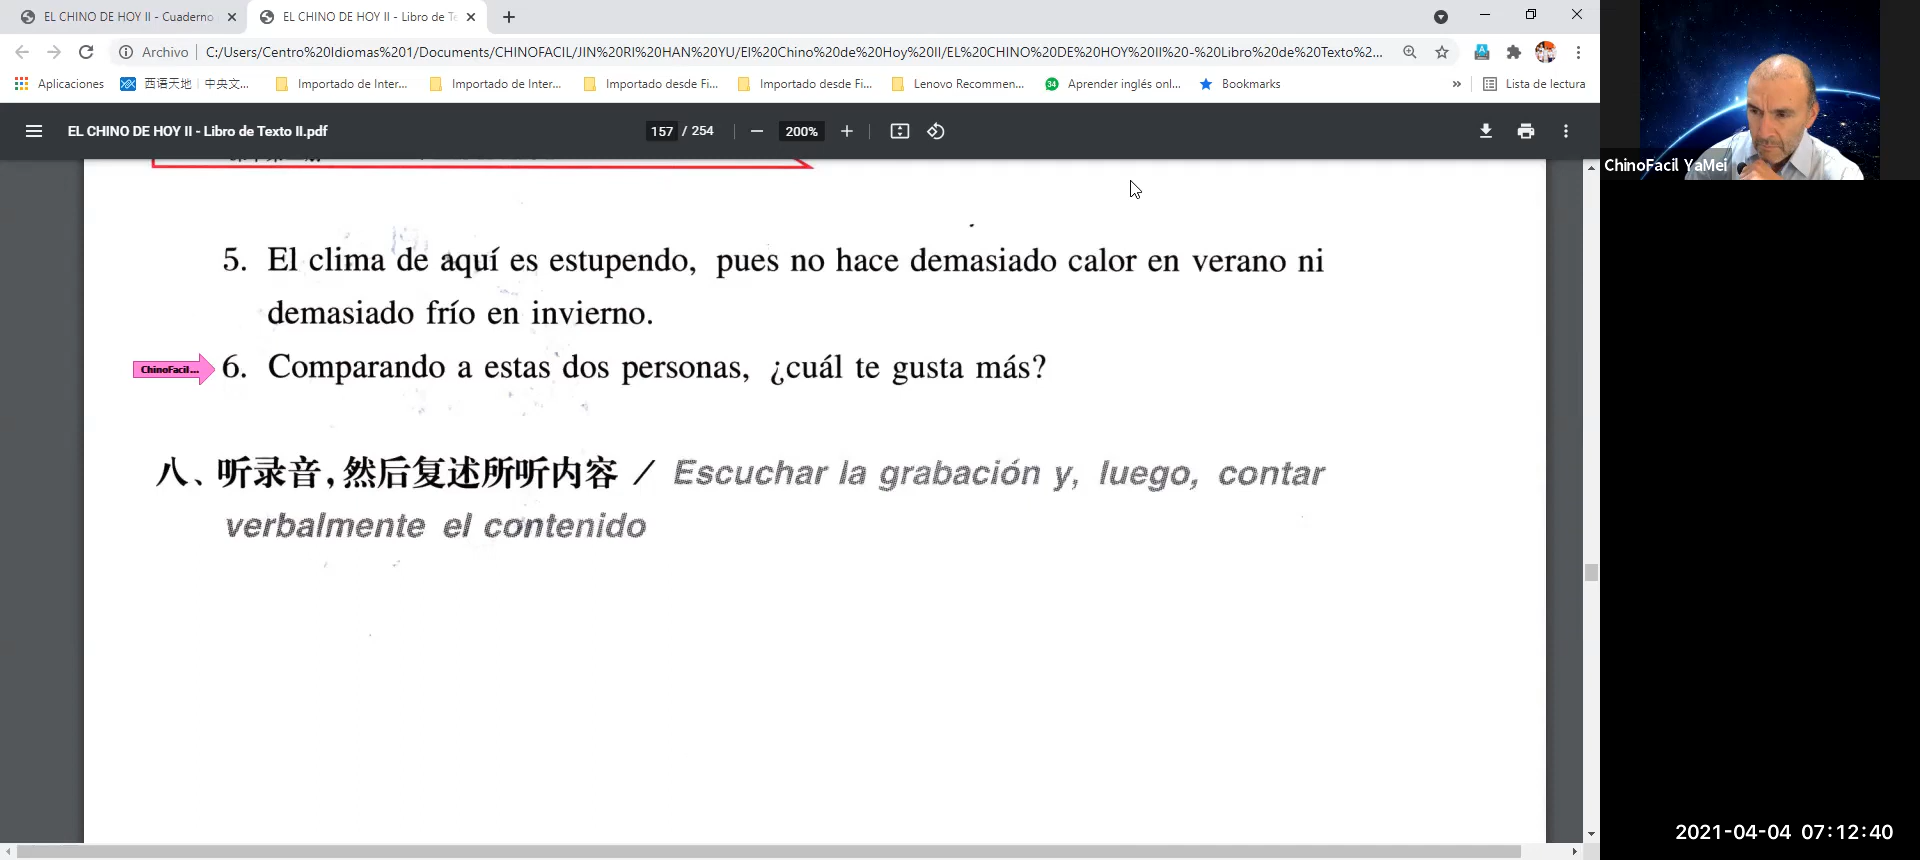 EL CHINO DE HOY II - Cuaderno
EL CHINO DE HOY II - Libro de Te
Archivo
C:/Users/Centro%20Idiomas%201/Documents/CHINOFACIL/JIN%20RI%20HAN%20YU/El%20Chino%20de%20Hoy%20II/EL%20CHINO%20DE%20HOY%20II%20-%20Libro%20de%20Texto%2...
Aplicaciones
西语天地 | 中央文...
Importado de Inter...
Importado de Inter...
Importado desde Fi...
Importado desde Fi...
Lenovo Recommen...
34 Aprender inglés onl...
Bookmarks
»
Lista de lectura
EL CHINO DE HOY II - Libro de Texto II.pdf
157 / 254
200%
ChinoFacil YaMei
5. El clima de aquí es estupendo, pues no hace demasiado calor en verano ni
demasiado frío en invierno.
ChinoFacil...
6. Comparando a estas dos personas, ¿cuál te gusta más?
八、听录音，然后复述所听内容 / Escuchar la grabación y, luego, contar
verbalmente el contenido
2021-04-04 07:12:40